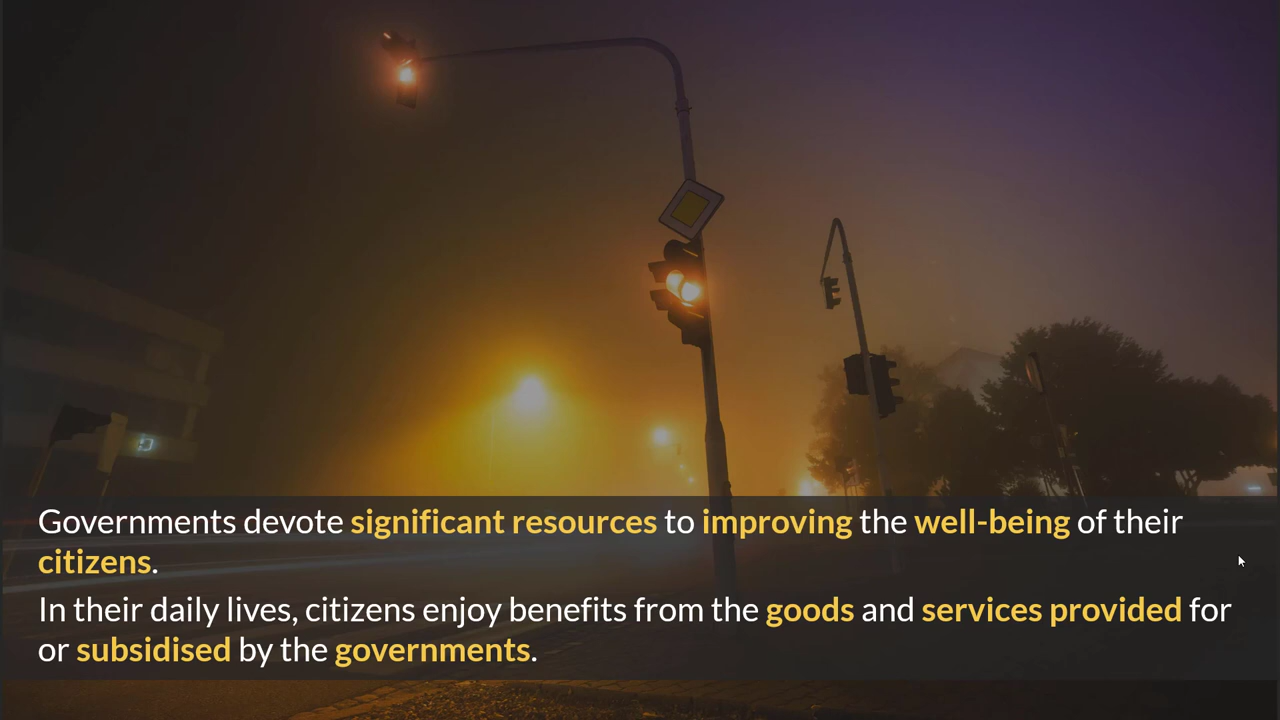 Governments devote significant resources to improving the well-being of their
citizens.
In their daily lives, citizens enjoy benefits from the goods and services provided for
or subsidised by the governments.